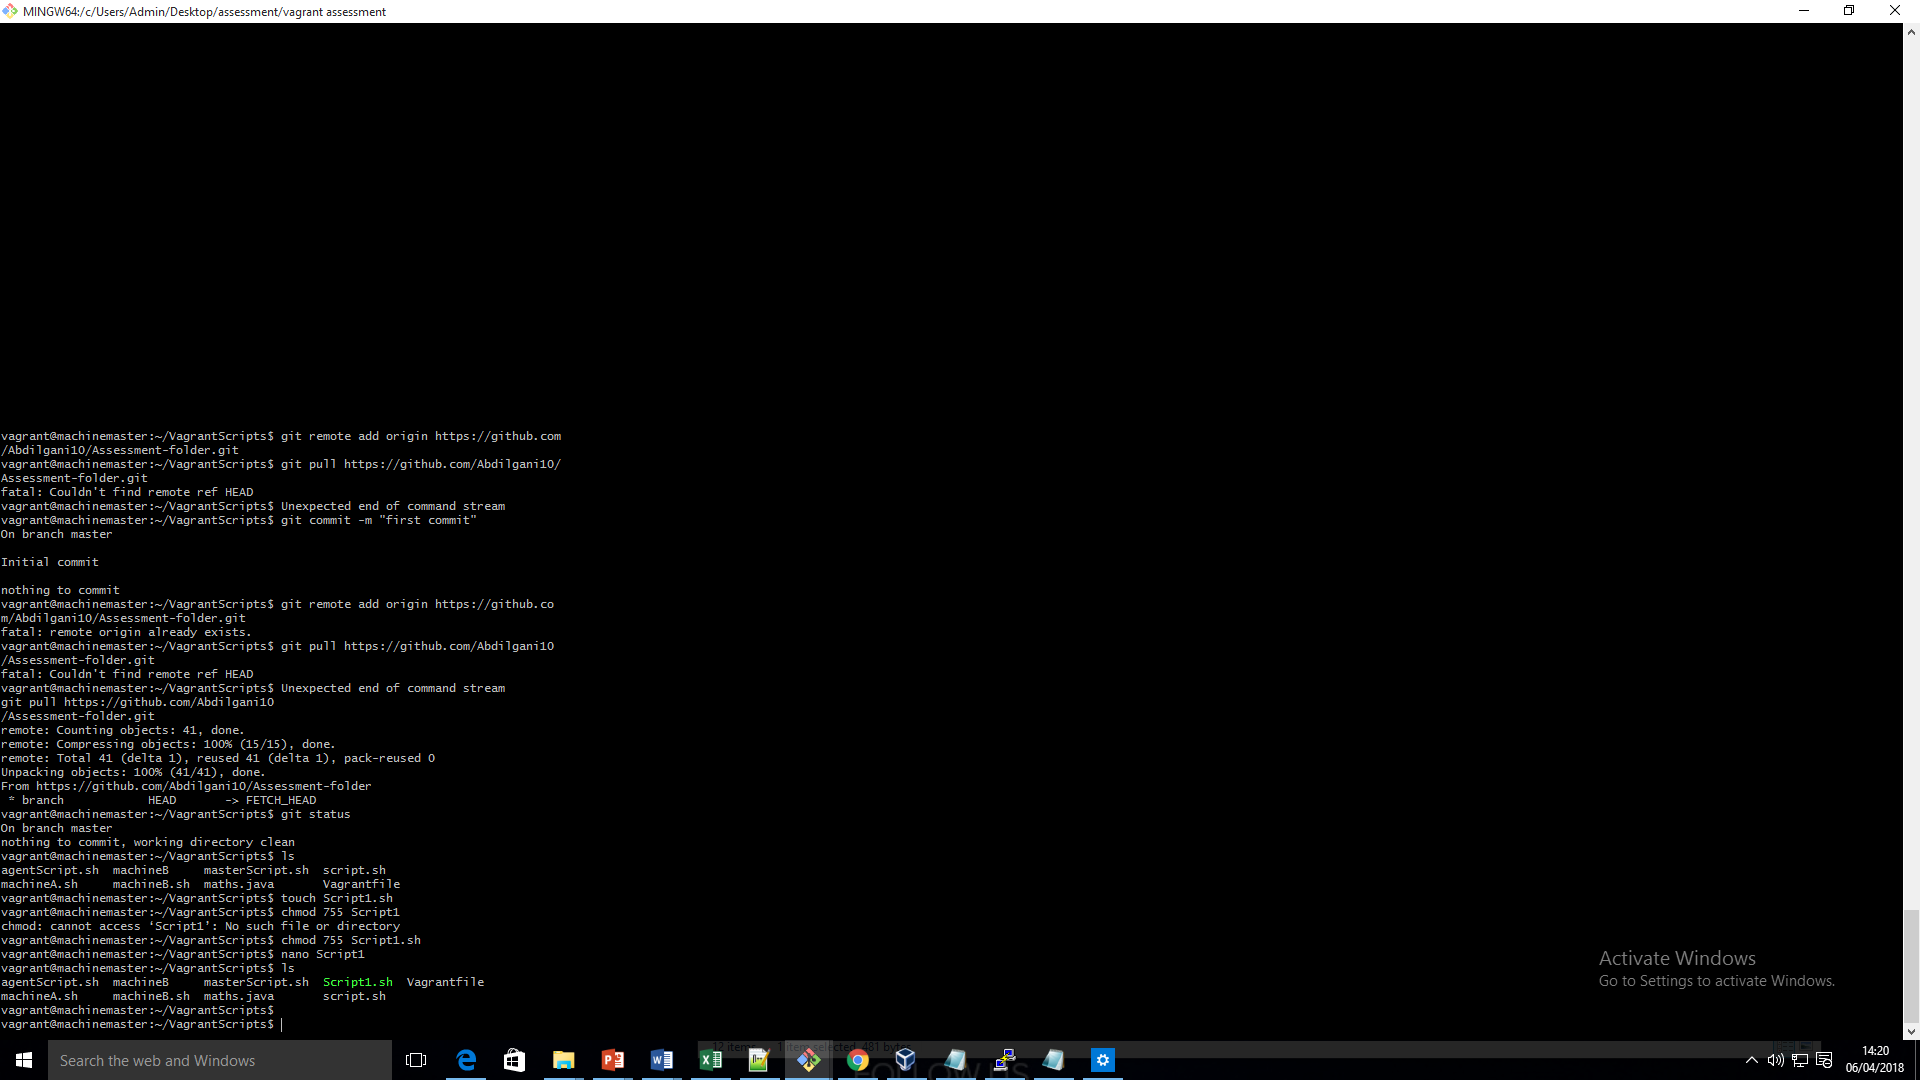 MINGW64:/c/Users/Admin/Desktop/assessment/vagrant assessment
vagrant@machinemaster:~/VagrantScripts$ git remote add origin https://github.com
/Abdilgani10/Assessment-folder.git
vagrant@machinemaster:~/VagrantScripts$ git pull https://github.com/Abdilgani10/
Assessment-folder.git
fatal: Couldn't find remote ref HEAD
vagrant@machinemaster:~/VagrantScripts$ Unexpected end of command stream
vagrant@machinemaster:~/VagrantScripts$ git commit -m "first commit"
On branch master
Initial commit
nothing to commit
vagrant@machinemaster:~/VagrantScripts$ git remote add origin https://github.co
m/Abdilgani10/Assessment-folder.git
fatal: remote origin already exists.
vagrant@machinemaster:~/VagrantScripts$ git pull https://github.com/Abdilgani10
/Assessment-folder.git
fatal: Couldn't find remote ref HEAD
vagrant@machinemaster:~/VagrantScripts$ Unexpected end of command stream
git pull https://github.com/Abdilgani10
/Assessment-folder.git
remote: Counting objects: 41, done.
remote: Compressing objects: 100% (15/15), done.
remote: Total 41 (delta 1), reused 41 (delta 1), pack-reused 0
Unpacking objects: 100% (41/41), done.
From https://github.com/Abdilgani10/Assessment-folder
 * branch            HEAD       -> FETCH_HEAD
vagrant@machinemaster:~/VagrantScripts$ git status
On branch master
nothing to commit, working directory clean
vagrant@machinemaster:~/VagrantScripts$ ls
agentScript.sh  machineB     masterScript.sh  script.sh
machineA.sh     machineB.sh  maths.java       Vagrantfile
vagrant@machinemaster:~/VagrantScripts$ touch Script1.sh
vagrant@machinemaster:~/VagrantScripts$ chmod 755 Script1
chmod: cannot access ‘Script1’: No such file or directory
vagrant@machinemaster:~/VagrantScripts$ chmod 755 Script1.sh
vagrant@machinemaster:~/VagrantScripts$ nano Script1
vagrant@machinemaster:~/VagrantScripts$ ls
agentScript.sh  machineB     masterScript.sh  Script1.sh  Vagrantfile
machineA.sh     machineB.sh  maths.java       script.sh
vagrant@machinemaster:~/VagrantScripts$
vagrant@machinemaster:~/VagrantScripts$
Activate Windows
Go to Settings to activate Windows.
12 items 1 item selected 481 bytes
Search the web and Windows
FOLLOW US
14:20
06/04/2018